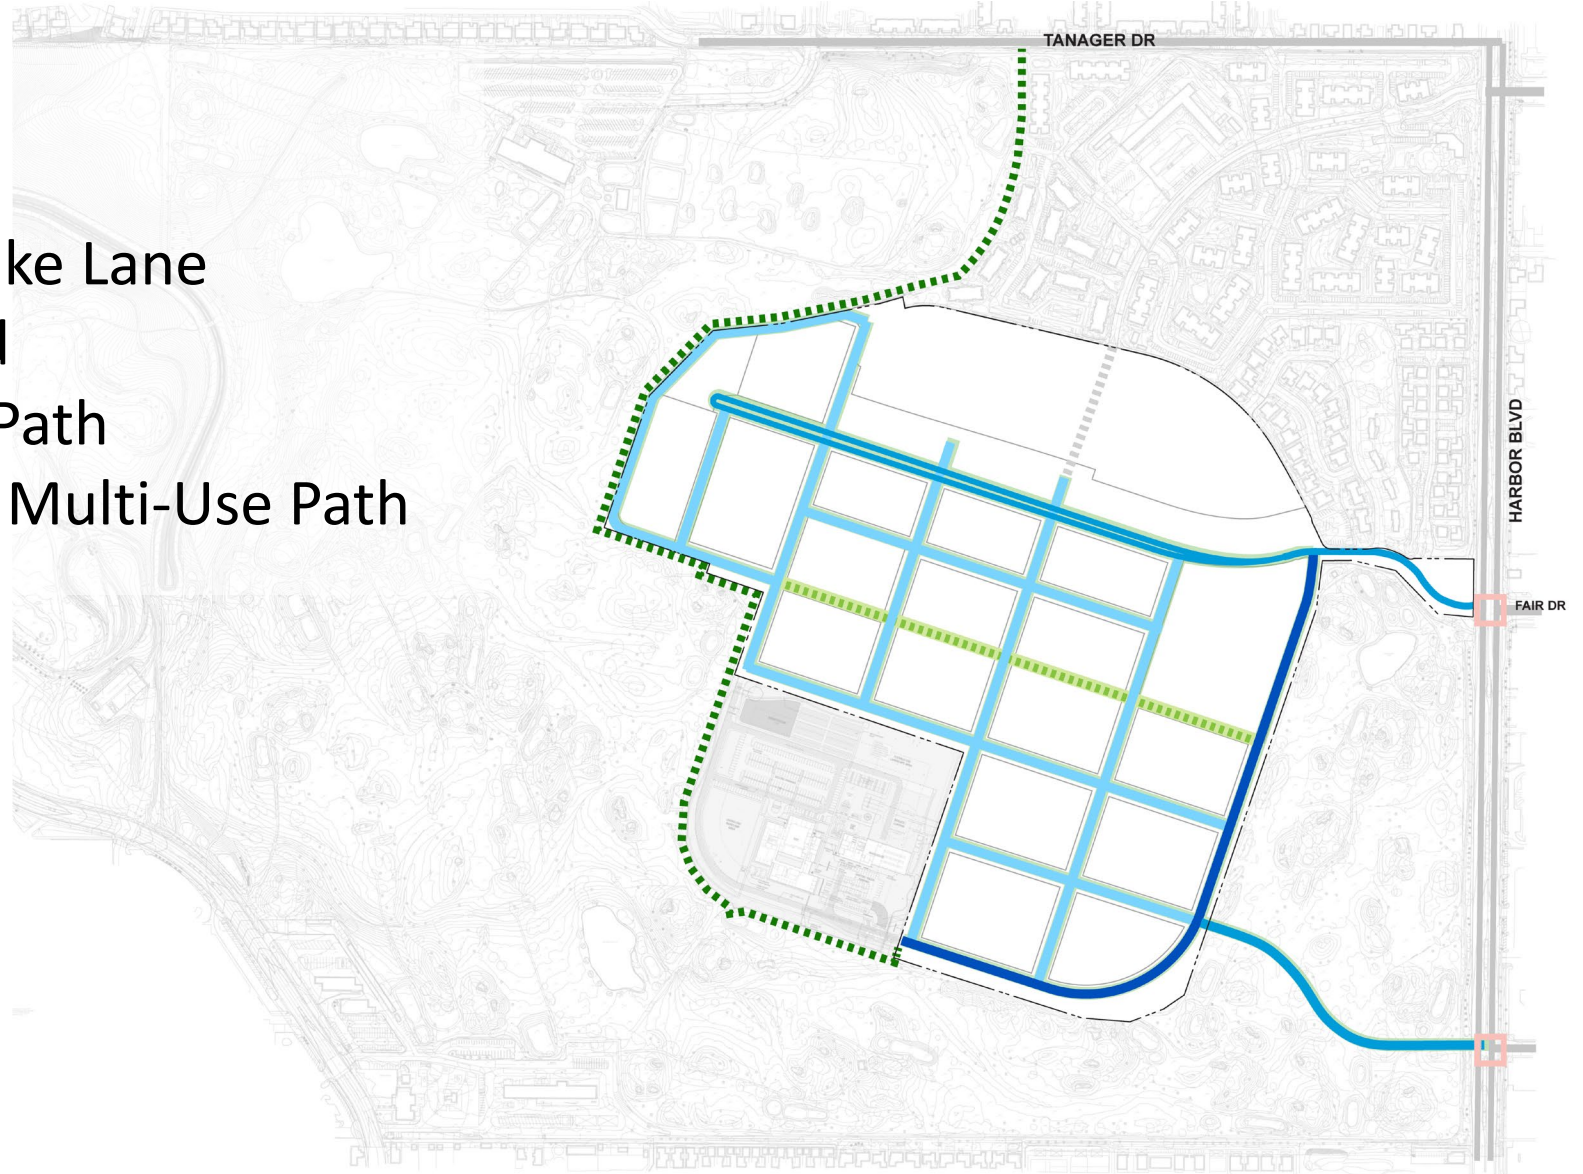 TANAGER DR
ke Lane
d
Path
Multi-Use Path
HARBOR BLVD
FAIR DR